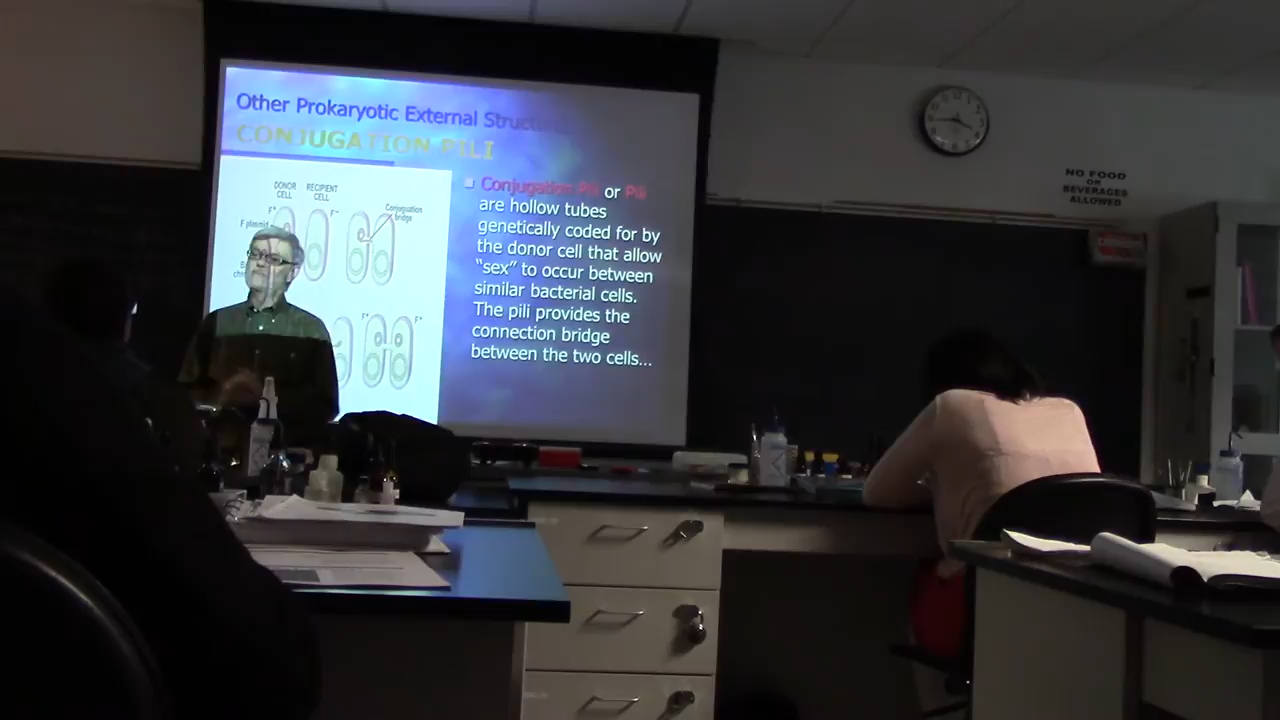 Other Prokaryotic External Structures
CONJUGATION PILI
DONOR
CELL
RECIPIENT
CELL
F+
F-
Conjuguation
bridge
F plasmid
F+
F+
Conjugation Pili or Pili
are hollow tubes
genetically coded for by
the donor cell that allow
"sex" to occur between
similar bacterial cells.
The pili provides the
connection bridge
between the two cells...
NO FOOD
OR
BEVERAGES
ALLOWED